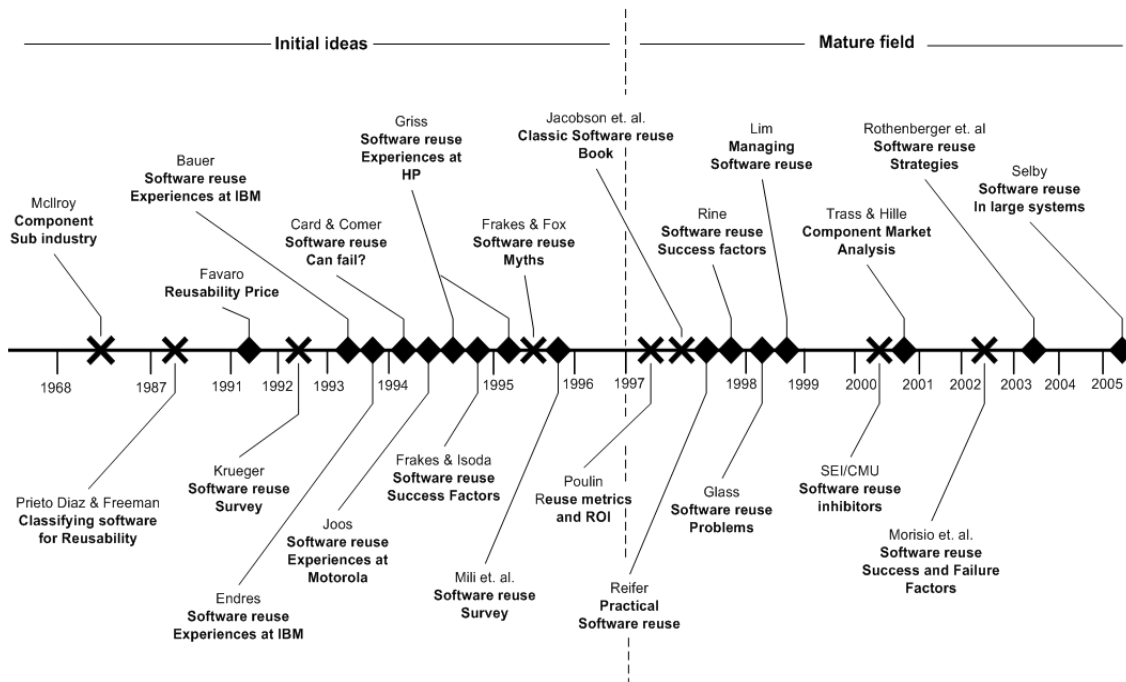 Initial ideas
Mature field
Griss
Software reuse
Experiences at
HP
Jacobson et. al.
Classic Software reuse
Book
Lim
Managing
Software reuse
Rothenberger et. al
Software reuse
Strategies
Bauer
Software reuse
Experiences at IBM
Selby
Software reuse
In large systems
McIlroy
Component
Sub industry
Card & Comer
Software reuse
Can fail?
Frakes & Fox
Software reuse
Myths
Rine
Software reuse
Success factors
Trass & Hille
Component Market
Analysis
Favaro
Reusability Price
1968
1987
1991
1992
1993
1994
1995
1996
1997
1998
1999
2000
2001
2002
2003
2004
2005
Prieto Diaz & Freeman
Classifying software
for Reusability
Krueger
Software reuse
Survey
Endres
Software reuse
Experiences at IBM
Joos
Software reuse
Experiences at
Motorola
Frakes & Isoda
Software reuse
Success Factors
Mili et. al.
Software reuse
Survey
Poulin
Reuse metrics
and ROI
Reifer
Practical
Software reuse
Glass
Software reuse
Problems
SEI/CMU
Software reuse
inhibitors
Morisio et. al.
Software reuse
Success and Failure
Factors